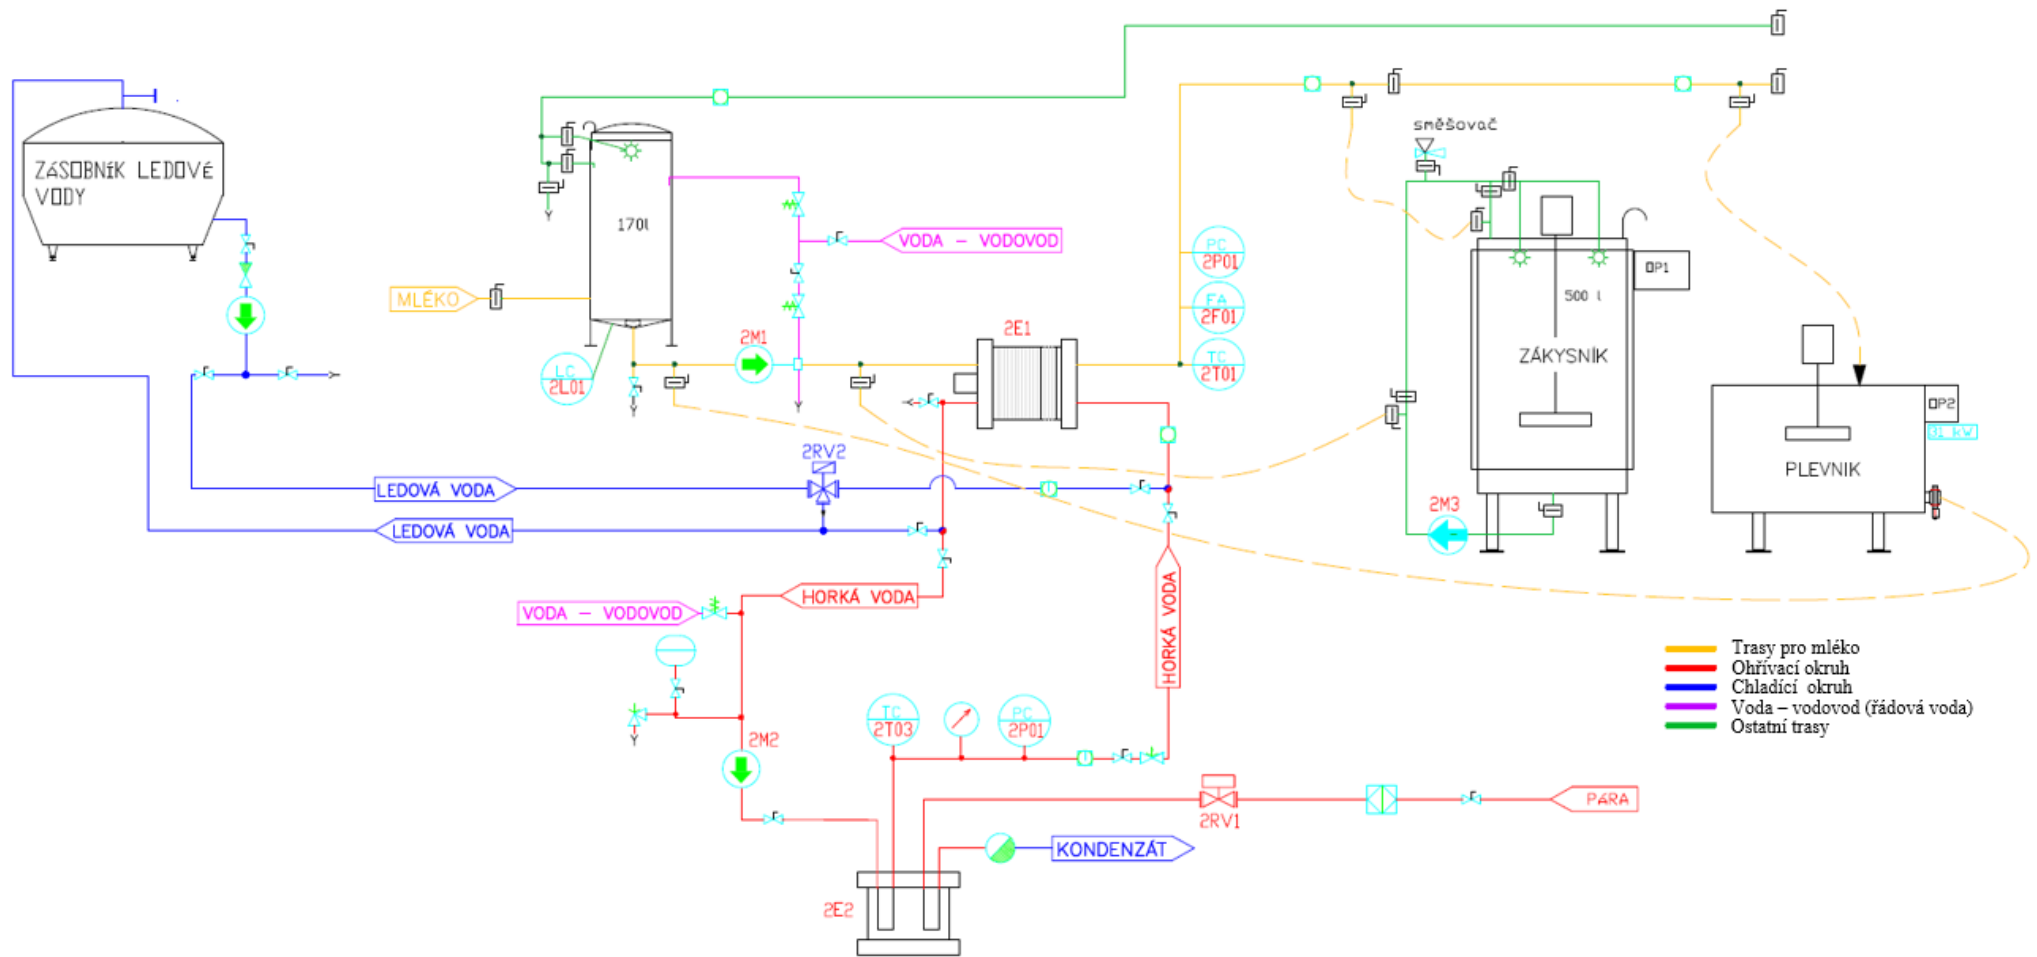 ZÁSOBNÍK LEDOVÉ
VODY
170l
směšovač
VODA – VODOVOD
PC
2P01
MLÉKO
FA
2F01
2M1
2E1
LC
2L01
TC
2T01
OP1
500 l
ZÁKYSNÍK
OP2
31 kW
PLEVNIK
2RV2
LEDOVÁ VODA
LEDOVÁ VODA
2M3
HORKÁ VODA
VODA – VODOVOD
HORKÁ VODA
Trasy pro mléko
Ohřívací okruh
Chladící okruh
Voda – vodovod (řádová voda)
Ostatní trasy
TC
2T03
PC
2P01
2M2
2RV1
PÁRA
KONDENZÁT
2E2